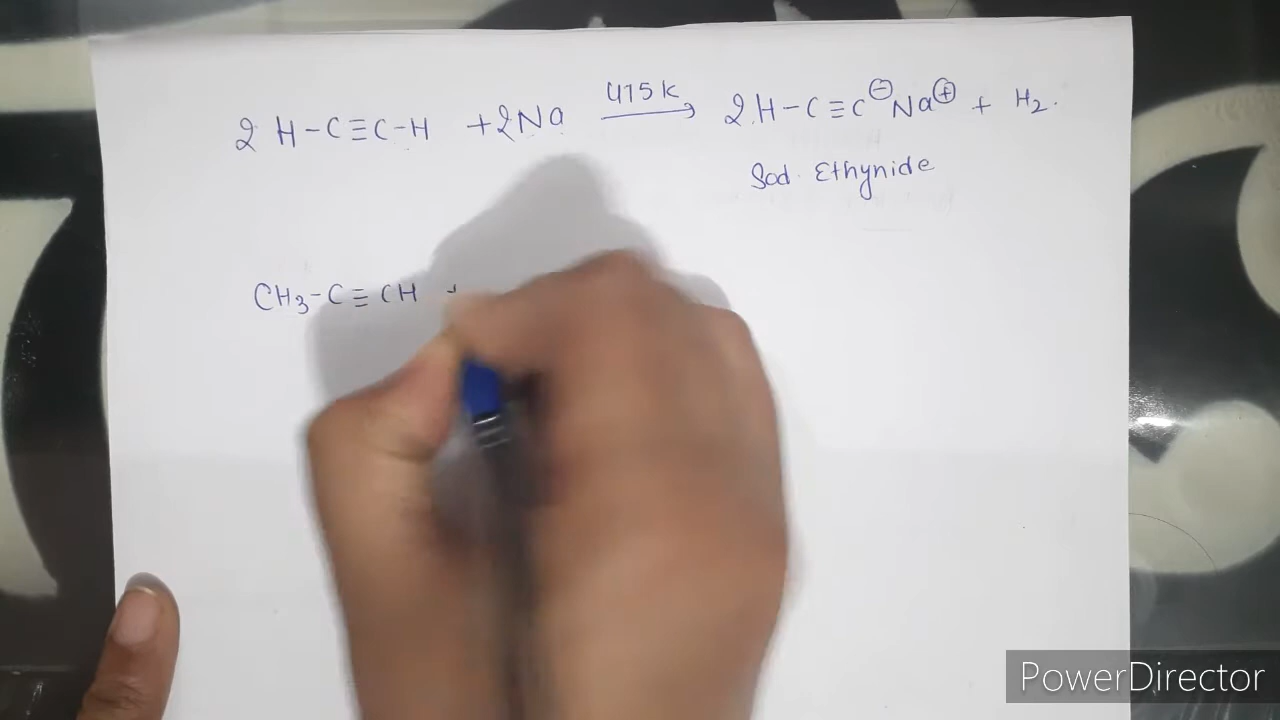 475k
2 H-C≡C-H +2Na → 2 H-C≡C⊖Na⊕ + H2.
Sod. Ethynide
CH3-C≡CH +
PowerDirector